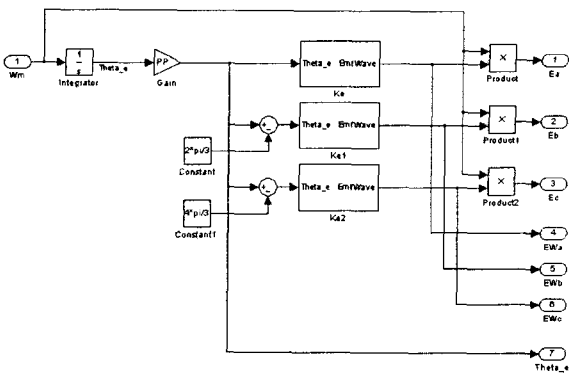 1
Wm
1
s
Integrator
Theta_e
PP
Gain
Theta_e EmfWave
Ke
×
Product
1
Ea
2*pi/3
Constant
+
-
Theta_e EmfWave
Ke1
×
Product1
2
Eb
4*pi/3
Constant1
+
-
Theta_e EmfWave
Ke2
×
Product2
3
Ec
4
EWa
5
EWb
6
EWc
7
Theta_e